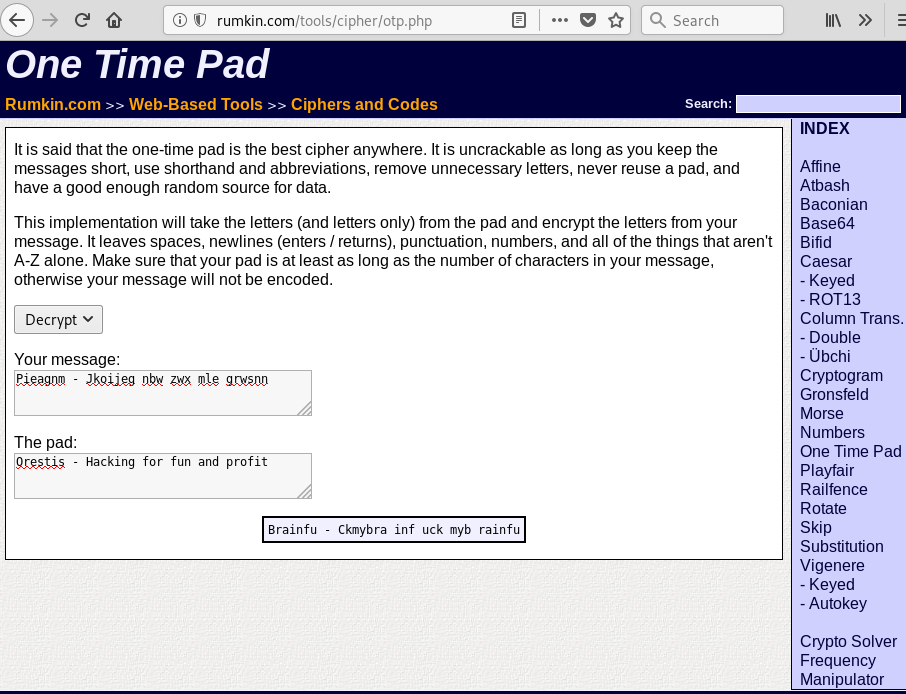 rumkin.com/tools/cipher/otp.php
Search
One Time Pad
Rumkin.com >> Web-Based Tools >> Ciphers and Codes
Search:
It is said that the one-time pad is the best cipher anywhere. It is uncrackable as long as you keep the
messages short, use shorthand and abbreviations, remove unnecessary letters, never reuse a pad, and
have a good enough random source for data.
This implementation will take the letters (and letters only) from the pad and encrypt the letters from your
message. It leaves spaces, newlines (enters / returns), punctuation, numbers, and all of the things that aren't
A-Z alone. Make sure that your pad is at least as long as the number of characters in your message,
otherwise your message will not be encoded.
Decrypt
Your message:
Pieagnm - Jkoijeg nbw zwx mle grwsnn
The pad:
Orestis - Hacking for fun and profit
Brainfu - Ckmybra inf uck myb rainfu
INDEX
Affine
Atbash
Baconian
Base64
Bifid
Caesar
- Keyed
- ROT13
Column Trans.
- Double
- Übchi
Cryptogram
Gronsfeld
Morse
Numbers
One Time Pad
Playfair
Railfence
Rotate
Skip
Substitution
Vigenere
- Keyed
- Autokey
Crypto Solver
Frequency
Manipulator